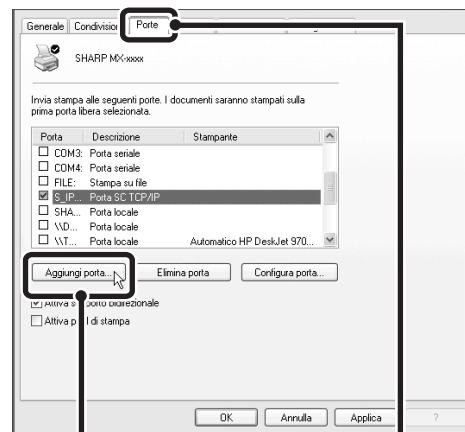 Generale Condivisione Porte
SHARP MX-xxxx
Invia stampa alle seguenti porte. I documenti saranno stampati sulla
prima porta libera selezionata.
Porta Descrizione Stampante
COM3: Porta seriale
COM4: Porta seriale
FILE: Stampa su file
S_IP... Porta SC TCP/IP
SHA... Porta locale
\\D... Porta locale
\\T... Porta locale Automatico HP DeskJet 970...
Aggiungi porta... Elimina porta Configura porta...
Attiva bidirezionale
Attiva di stampa
OK Annulla Applica ?